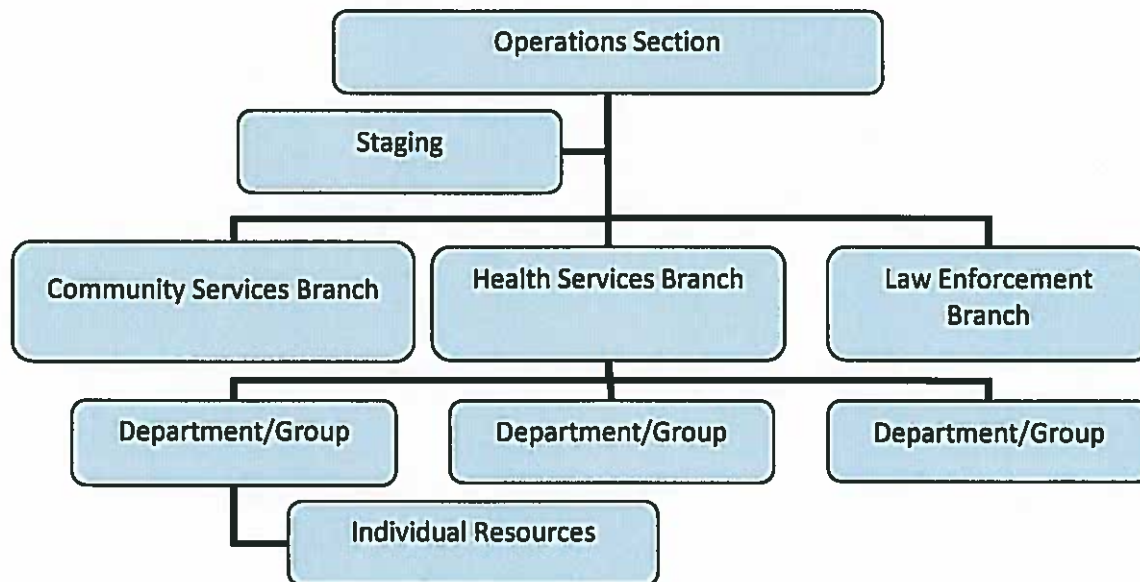 Operations Section
Staging
Community Services Branch
Health Services Branch
Law Enforcement
Branch
Department/Group
Department/Group
Department/Group
Individual Resources